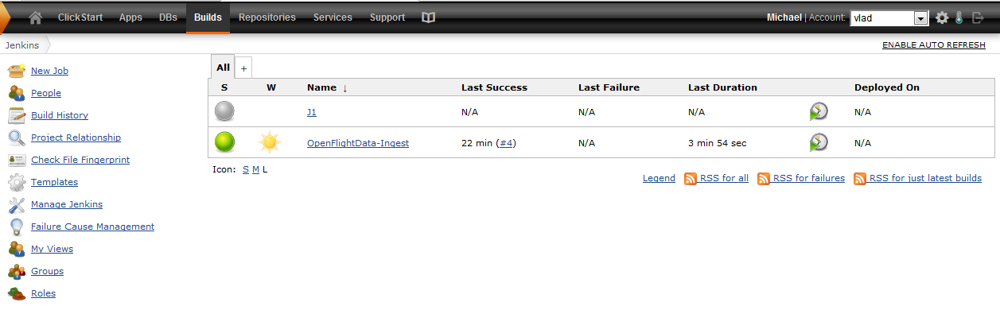 ClickStart Apps DBs Builds Repositories Services Support Michael | Account: vlad
Jenkins ENABLE AUTO REFRESH
New Job
People
Build History
Project Relationship
Check File Fingerprint
Templates
Manage Jenkins
Failure Cause Management
My Views
Groups
Roles
All +
S W Name ↓ Last Success Last Failure Last Duration Deployed On
J1 N/A N/A N/A N/A
OpenFlightData-Ingest 22 min (#4) N/A 3 min 54 sec N/A
Icon: S M L
Legend RSS for all RSS for failures RSS for just latest builds